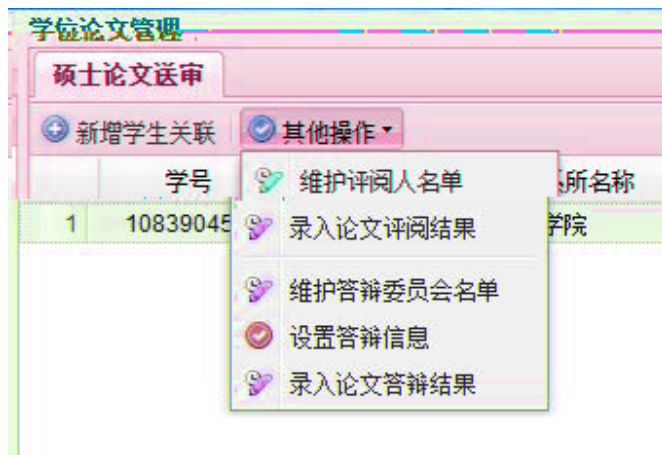 学位论文管理
硕士论文送审
新增学生关联 其他操作
学号 所名称
1 10839045 学院
维护评阅人名单
录入论文评阅结果
维护答辩委员会名单
设置答辩信息
录入论文答辩结果